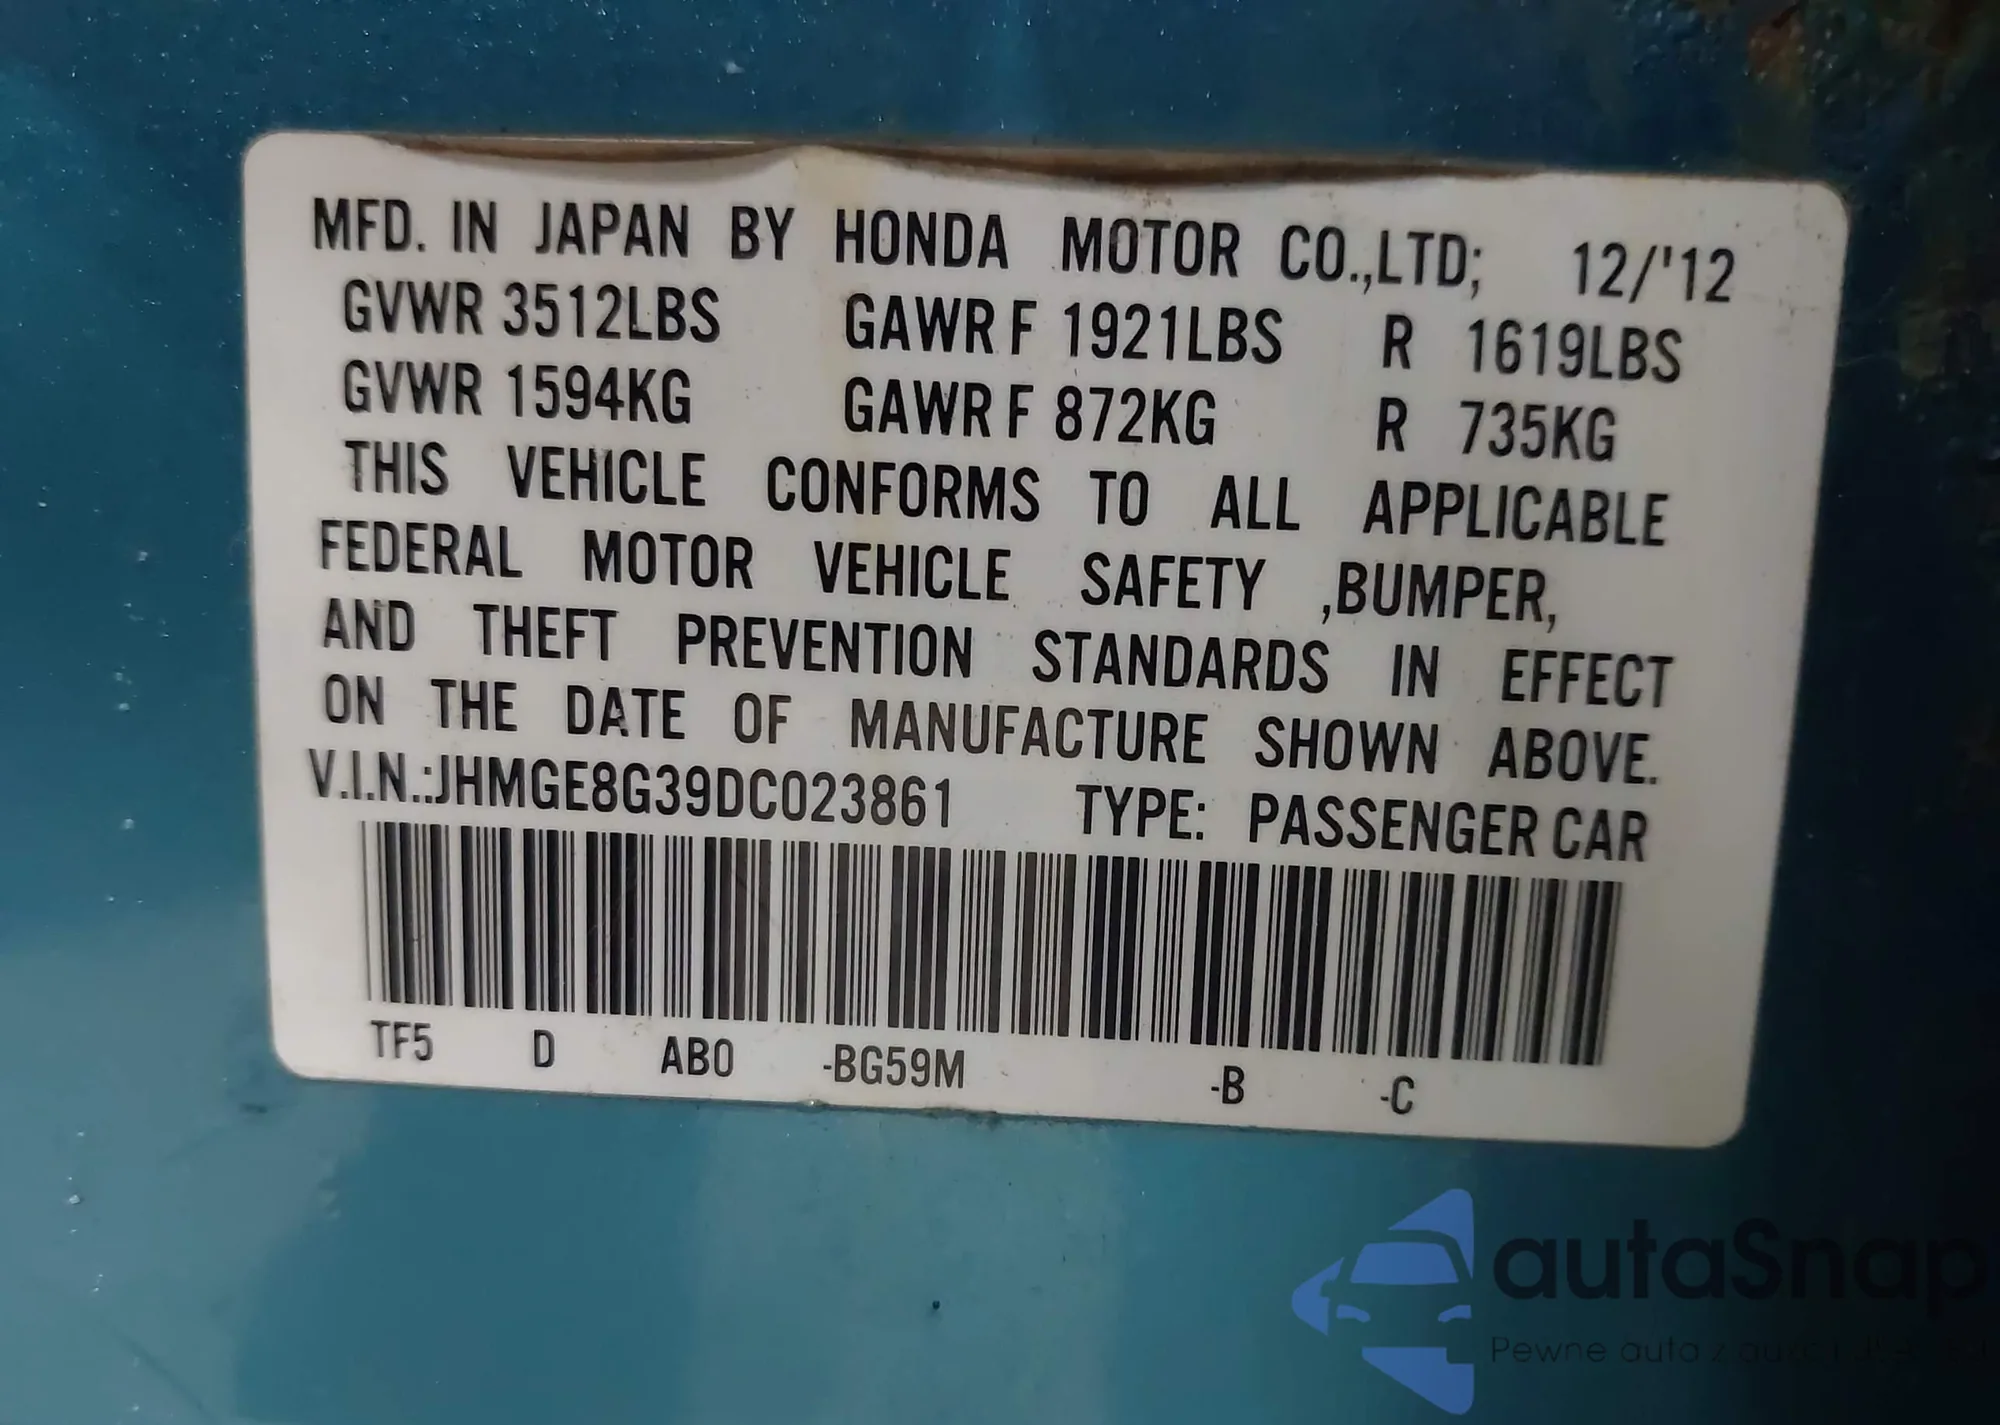 MFD. IN JAPAN BY HONDA MOTOR CO.,LTD; 12/'12
GVWR 3512LBS GAWR F 1921LBS R 1619LBS
GVWR 1594KG GAWR F 872KG R 735KG
THIS VEHICLE CONFORMS TO ALL APPLICABLE
FEDERAL MOTOR VEHICLE SAFETY ,BUMPER,
AND THEFT PREVENTION STANDARDS IN EFFECT
ON THE DATE OF MANUFACTURE SHOWN ABOVE.
V.I.N.:JHMGE8G39DC023861 TYPE: PASSENGER CAR
TF5 D AB0 -BG59M -B -C
autaSnap
Pewne auto z